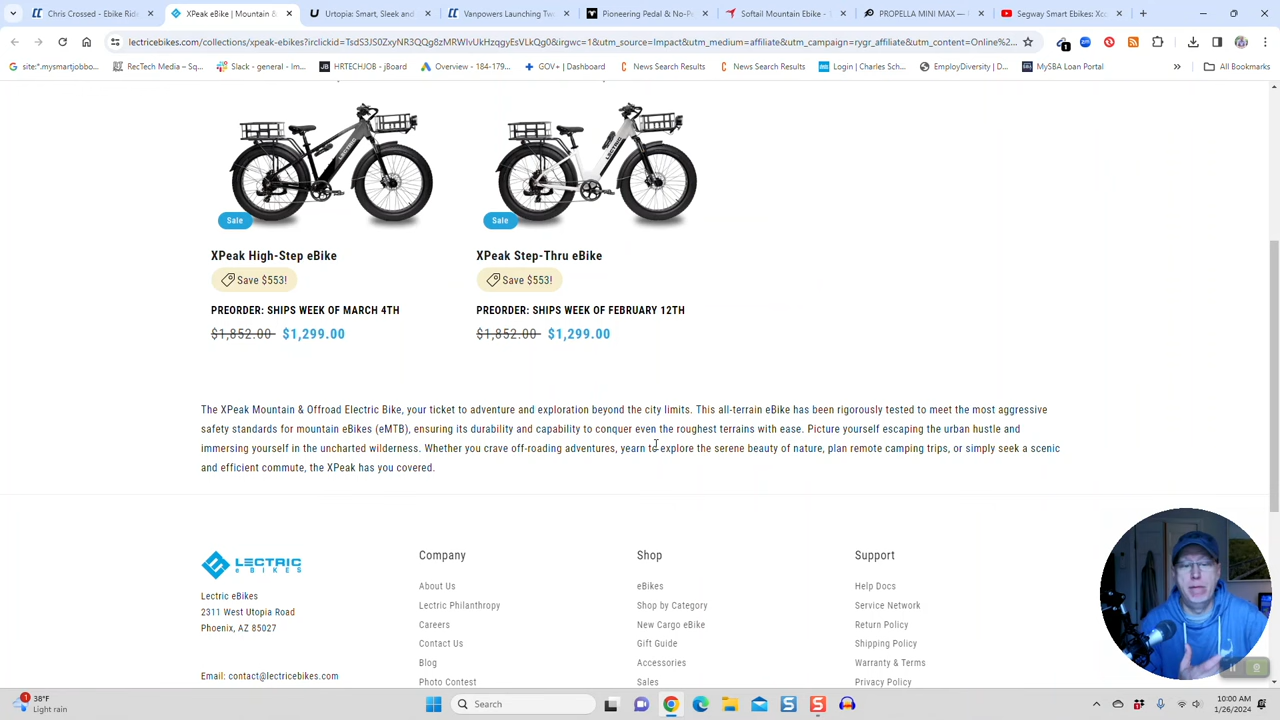 Chris Crossed - Ebike Ride
XPeak eBike | Mountain &
Urtopia: Smart, Sleek and
Vanpowers Launching Tw
Pioneering Pedal & No-P
Softail Mountain Ebike -
PROPELLA MINI MAX —
Segway Smart Ebikes: Xc
lectricebikes.com/collections/xpeak-ebikes?irclickid=TsdS3JS0ZxyNR3QQg8zMRWIvUkHzqgyEsVLkQg0&irgwc=1&utm_source=Impact&utm_medium=affiliate&utm_campaign=rygr_affiliate&utm_content=Online%2...
site:*.mysmartjobbo...
RecTech Media – Sq...
Slack - general - Im...
HRTECHJOB - jBoard
Overview - 184-179...
GOV+ | Dashboard
News Search Results
News Search Results
Login | Charles Sch...
EmployDiversity | D...
MySBA Loan Portal
All Bookmarks
LECTRIC
Sale
Sale
XPeak High-Step eBike
XPeak Step-Thru eBike
Save $553!
Save $553!
PREORDER: SHIPS WEEK OF MARCH 4TH
PREORDER: SHIPS WEEK OF FEBRUARY 12TH
$1,852.00 $1,299.00
$1,852.00 $1,299.00
The XPeak Mountain & Offroad Electric Bike, your ticket to adventure and exploration beyond the city limits. This all-terrain eBike has been rigorously tested to meet the most aggressive
safety standards for mountain eBikes (eMTB), ensuring its durability and capability to conquer even the roughest terrains with ease. Picture yourself escaping the urban hustle and
immersing yourself in the uncharted wilderness. Whether you crave off-roading adventures, yearn to explore the serene beauty of nature, plan remote camping trips, or simply seek a scenic
and efficient commute, the XPeak has you covered.
LECTRIC
eBIKES
Lectric eBikes
2311 West Utopia Road
Phoenix, AZ 85027
Email: contact@lectricebikes.com
Company
About Us
Lectric Philanthropy
Careers
Contact Us
Blog
Photo Contest
Shop
eBikes
Shop by Category
New Cargo eBike
Gift Guide
Accessories
Sales
Support
Help Docs
Service Network
Return Policy
Shipping Policy
Warranty & Terms
Privacy Policy
38°F
Light rain
Search
10:00 AM
1/26/2024